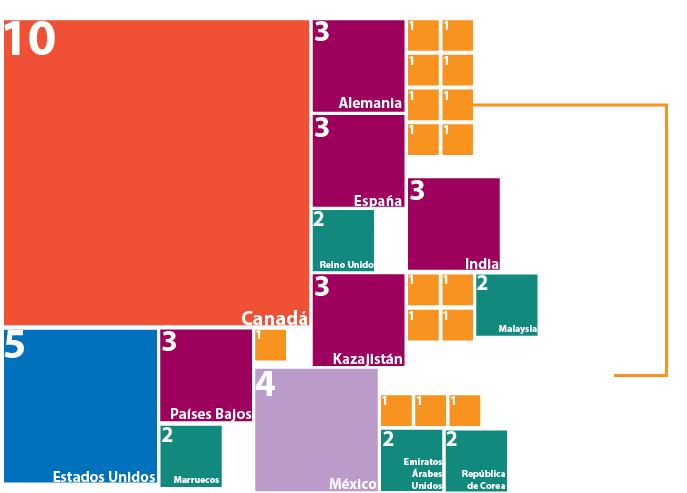 10
Canadá
3
Alemania
1
1
1
1
1
1
1
1
3
España
3
India
2
Reino Unido
3
Kazajistán
1
1
1
1
2
Malaysia
5
Estados Unidos
3
Países Bajos
1
2
Marruecos
4
México
1
1
1
2
Emiratos
Árabes
Unidos
2
República
de Corea